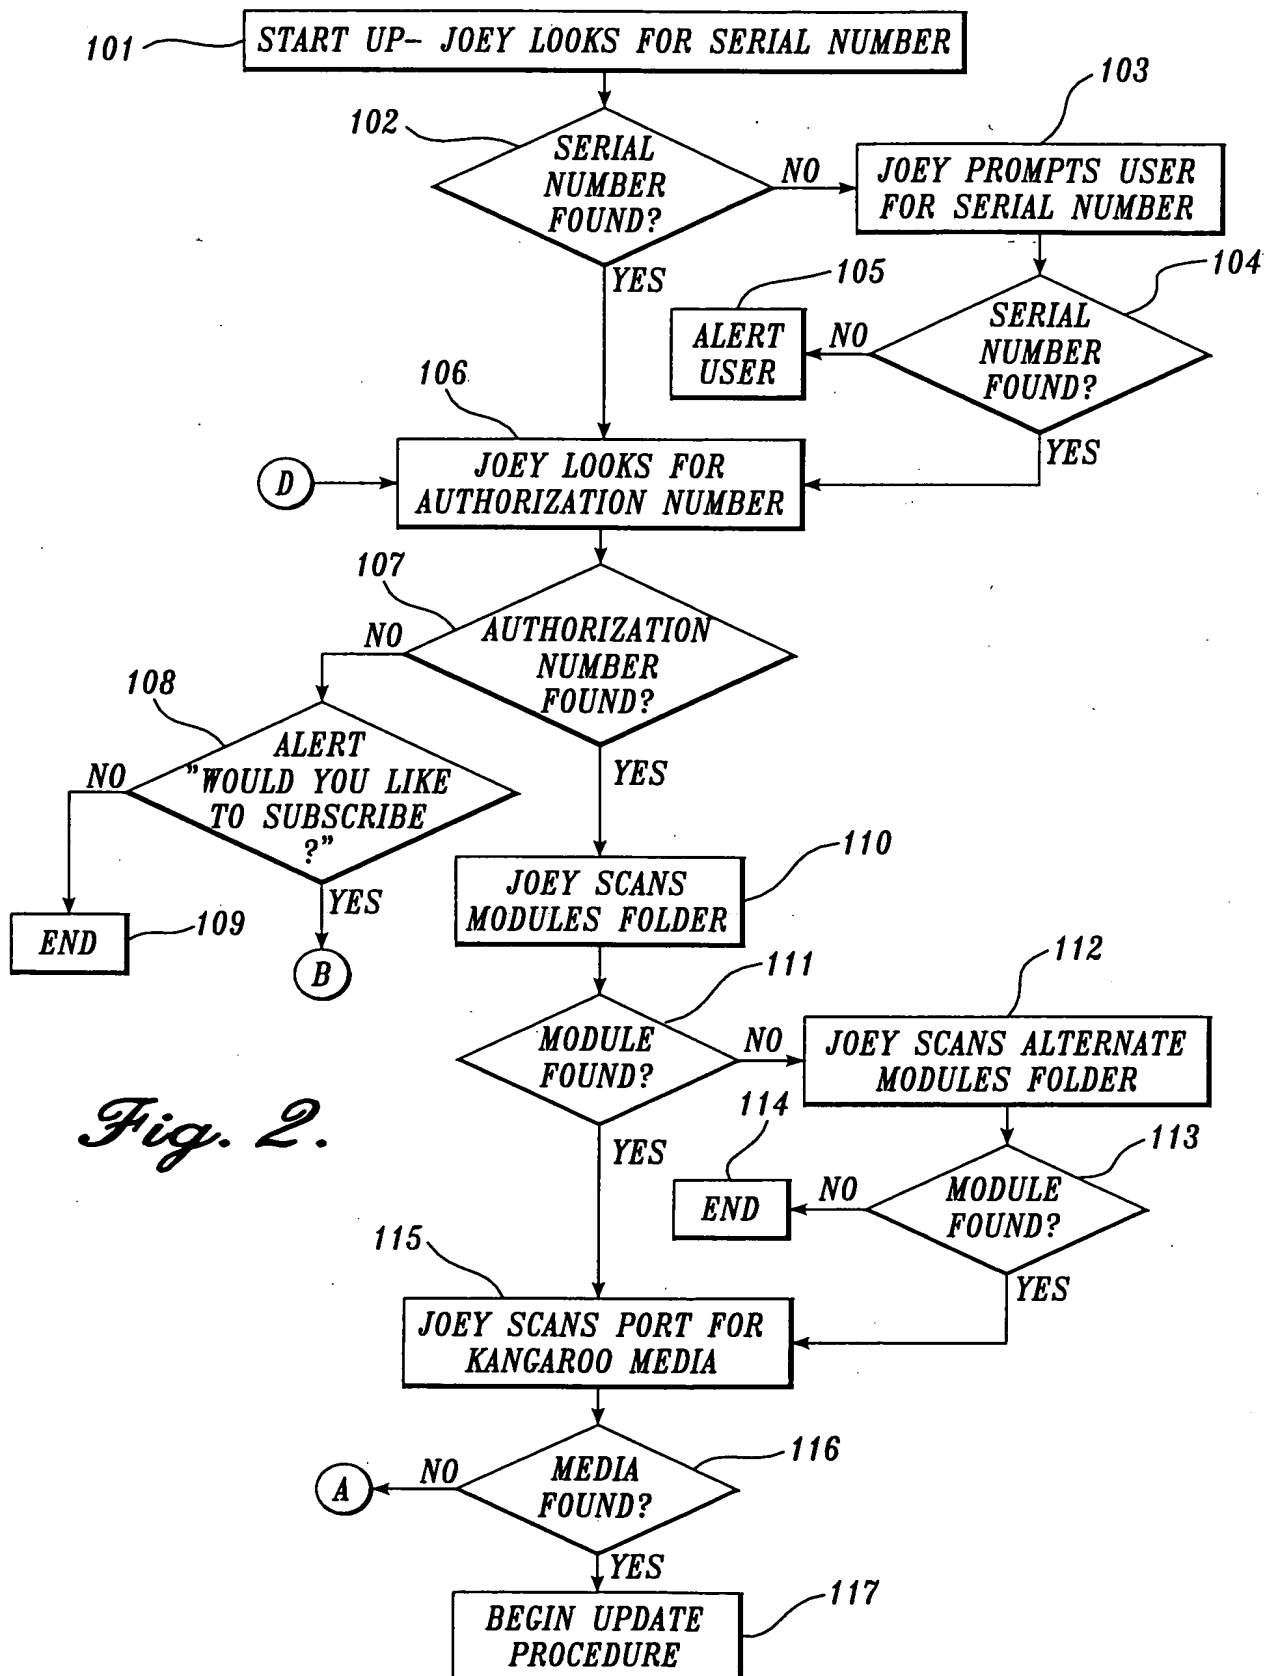 101
START UP- JOEY LOOKS FOR SERIAL NUMBER
102
SERIAL
NUMBER
FOUND?
NO
103
JOEY PROMPTS USER
FOR SERIAL NUMBER
YES
105
ALERT
USER
NO
104
SERIAL
NUMBER
FOUND?
YES
106
D
JOEY LOOKS FOR
AUTHORIZATION NUMBER
107
NO
AUTHORIZATION
NUMBER
FOUND?
108
ALERT
"WOULD YOU LIKE
TO SUBSCRIBE
?"
NO
YES
YES
END
109
B
110
JOEY SCANS
MODULES FOLDER
111
MODULE
FOUND?
NO
112
JOEY SCANS ALTERNATE
MODULES FOLDER
Fig. 2.
YES
114
END
NO
113
MODULE
FOUND?
YES
115
JOEY SCANS PORT FOR
KANGAROO MEDIA
A
NO
MEDIA
FOUND?
116
YES
117
BEGIN UPDATE
PROCEDURE